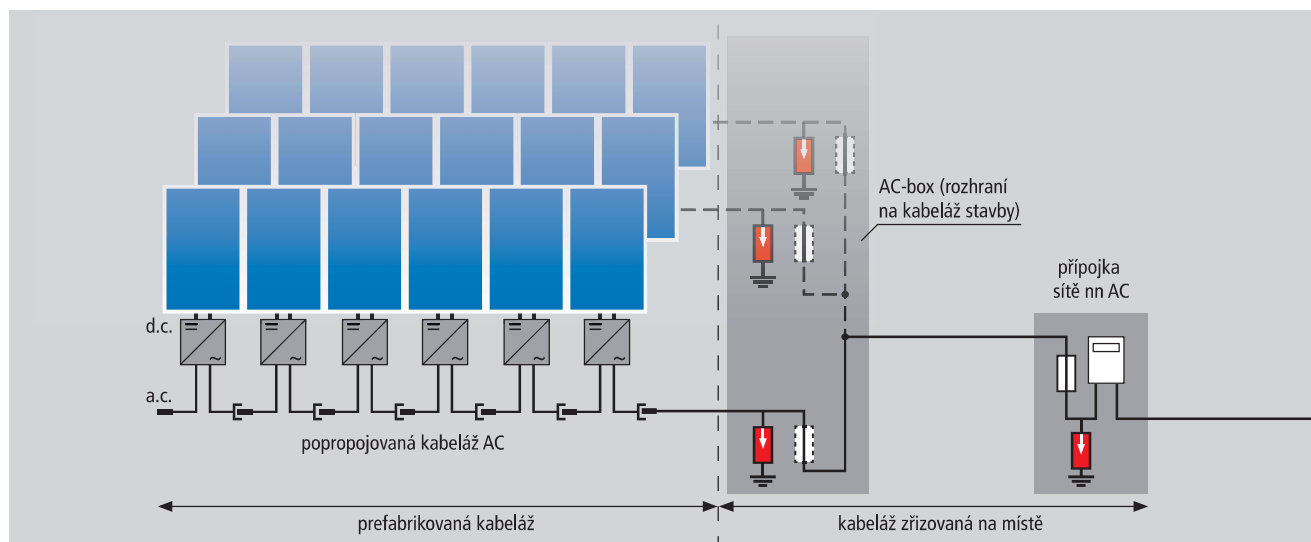 AC-box (rozhraní
na kabeláž stavby)
přípojka
sítě nn AC
d.c.
a.c.
popropojovaná kabeláž AC
prefabrikovaná kabeláž
kabeláž zřizovaná na místě